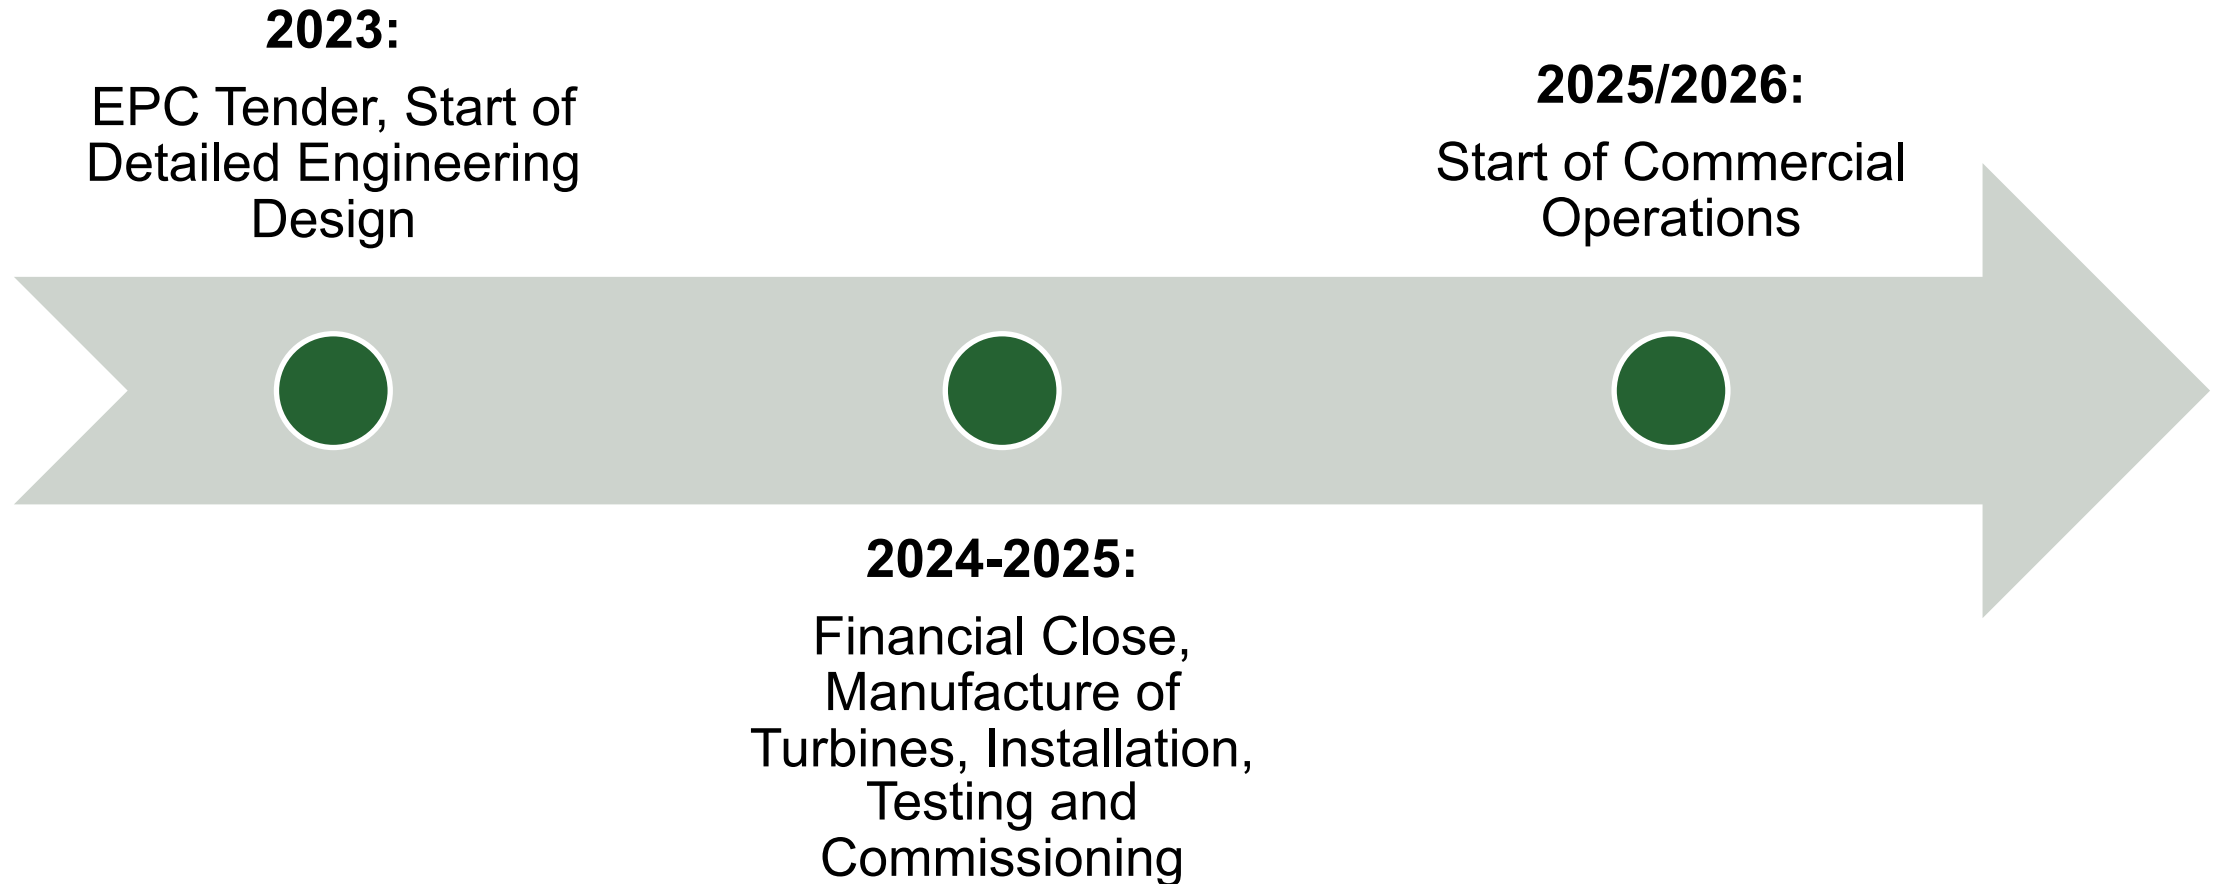 2023:
EPC Tender, Start of
Detailed Engineering
Design
2024-2025:
Financial Close,
Manufacture of
Turbines, Installation,
Testing and
Commissioning
2025/2026:
Start of Commercial
Operations